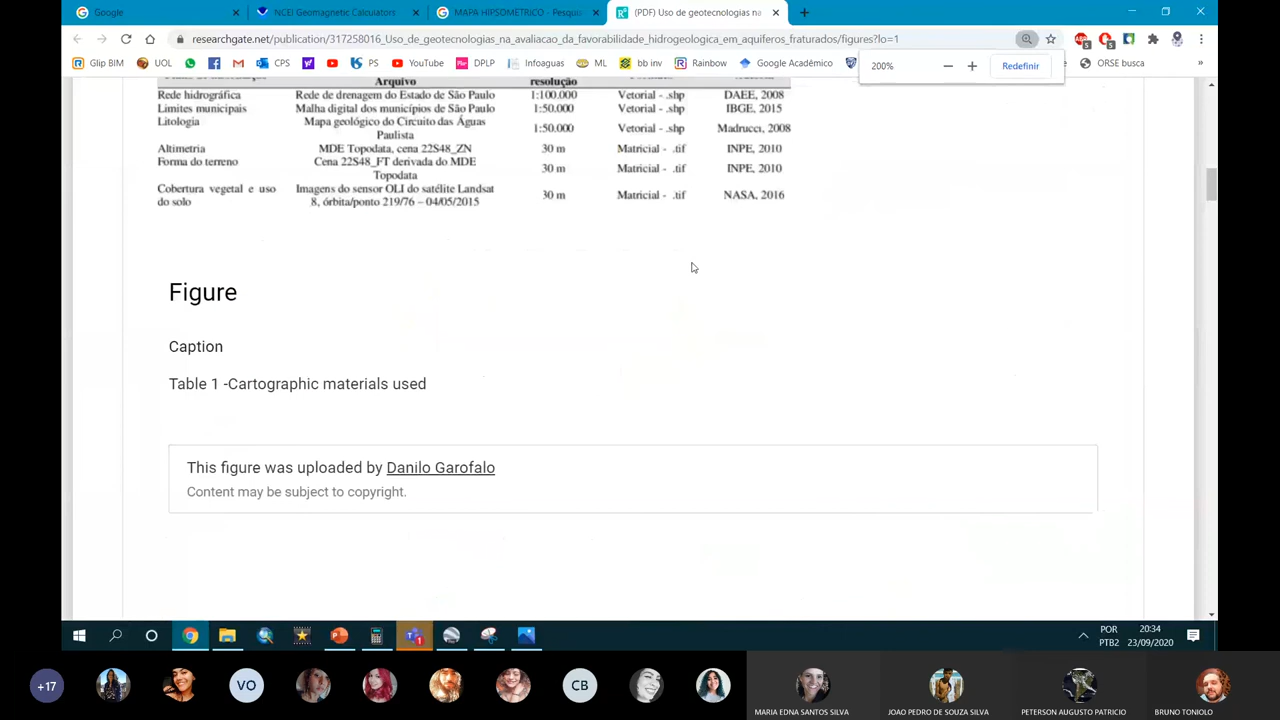 Google
NCEI Geomagnetic Calculators
MAPA HIPSOMÉTRICO - Pesqui
(PDF) Uso de geotecnologias na
researchgate.net/publication/317258016_Uso_de_geotecnologias_na_avaliacao_da_favorabilidade_hidrogeologica_em_aquiferos_fraturados/figures?lo=1
Glip BIM
UOL
YouTube
CPS
PS
DPLP
Infoaguas
ML
bb inv
Rainbow
Google Acadêmico
ORSE busca
»
200%
Redefinir
Arquivo
resolução
Rede hidrográfica Rede de drenagem do Estado de São Paulo 1:100.000 Vetorial - .shp DAEE, 2008
Limites municipais Malha digital dos municípios de São Paulo 1:50.000 Vetorial - .shp IBGE, 2015
Litologia Mapa geológico do Circuito das Águas
Paulista 1:50.000 Vetorial - .shp Madrucci, 2008
Altimetria MDE Topodata, cena 22S48_ZN 30 m Matricial - .tif INPE, 2010
Forma do terreno Cena 22S48_FT derivada do MDE
Topodata 30 m Matricial - .tif INPE, 2010
Cobertura vegetal e uso Imagens do sensor OLI do satélite Landsat
do solo 8, órbita/ponto 219/76 – 04/05/2015 30 m Matricial - .tif NASA, 2016
Figure
Caption
Table 1 -Cartographic materials used
This figure was uploaded by Danilo Garofalo
Content may be subject to copyright.
POR
PTB2
20:34
23/09/2020
+17
VO
CB
MARIA EDNA SANTOS SILVA
JOAO PEDRO DE SOUZA SILVA
PETERSON AUGUSTO PATRICIO
BRUNO TONIOLO